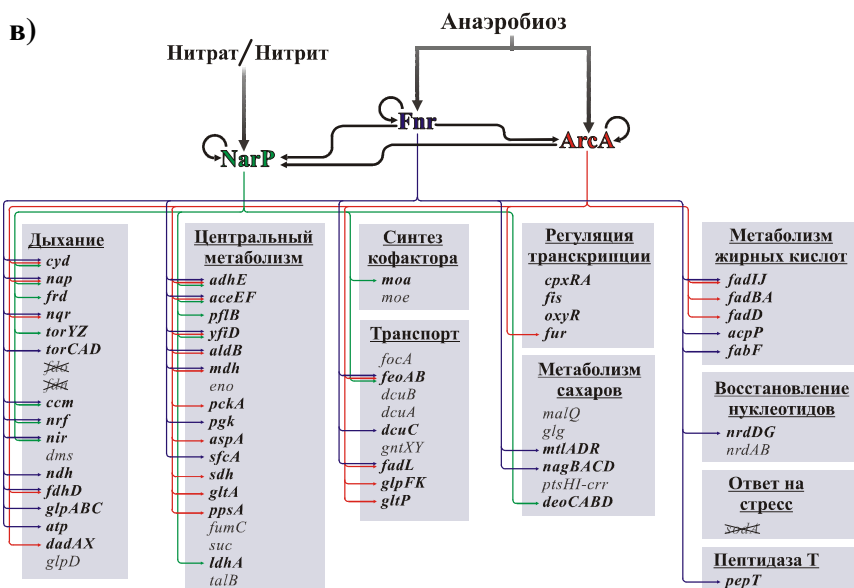 в)
Анаэробиоз
Нитрат/Нитрит
Fnr
NarP
ArcA
Дыхание
cyd
nap
frd
nqr
torYZ
torCAD
ccm
nrf
nir
dms
ndh
fdhD
glpABC
atp
dadAX
glpD
Центральный
метаболизм
adhE
aceEF
pflB
yfiD
aldB
mdh
eno
pckA
pgk
aspA
sfcA
sdh
gltA
ppsA
fumC
suc
ldhA
talB
Синтез
кофактора
moa
moe
Транспорт
focA
feoAB
dcuB
dcuA
dcuC
gntXY
fadL
glpFK
gltP
Регуляция
транскрипции
cpxRA
fis
oxyR
fur
Метаболизм
сахаров
malQ
glg
mtlADR
nagBACD
ptsHI-crr
deoCABD
Метаболизм
жирных кислот
fadIJ
fadBA
fadD
acpP
fabF
Восстановление
нуклеотидов
nrdDG
nrdAB
Ответ на
стресс
sodA
Пептидаза Т
pepT